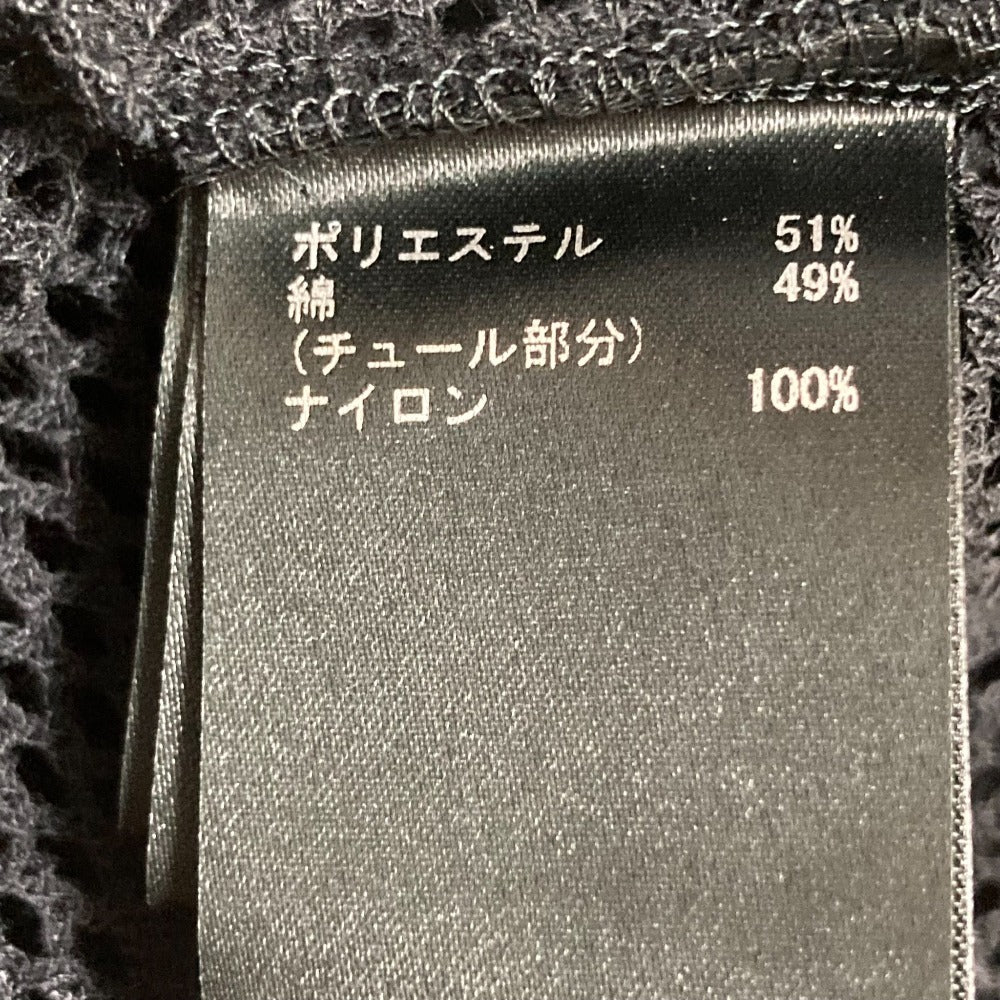 ポリエステル 51%
綿 49%
(チュール部分)
ナイロン 100%